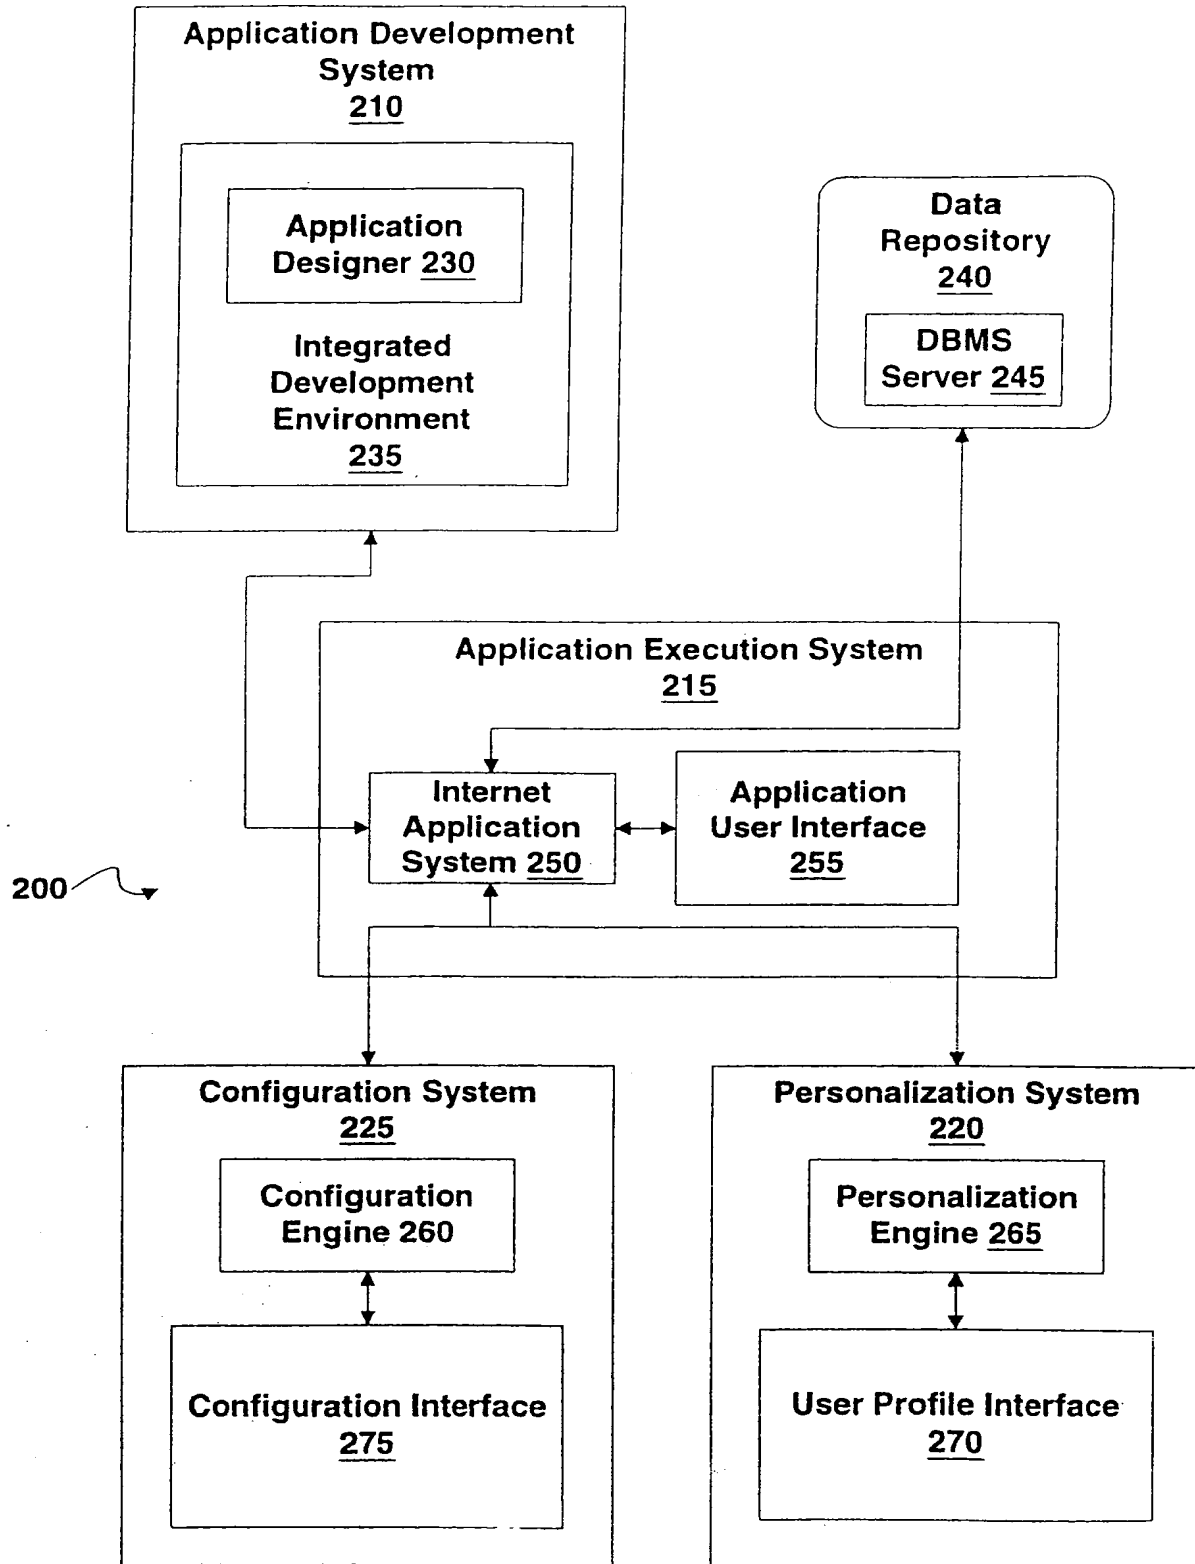 Application Development
System
210
Application
Designer 230
Integrated
Development
Environment
235
Data
Repository
240
DBMS
Server 245
Application Execution System
215
Internet
Application
System 250
Application
User Interface
255
200
Configuration System
225
Configuration
Engine 260
Configuration Interface
275
Personalization System
220
Personalization
Engine 265
User Profile Interface
270